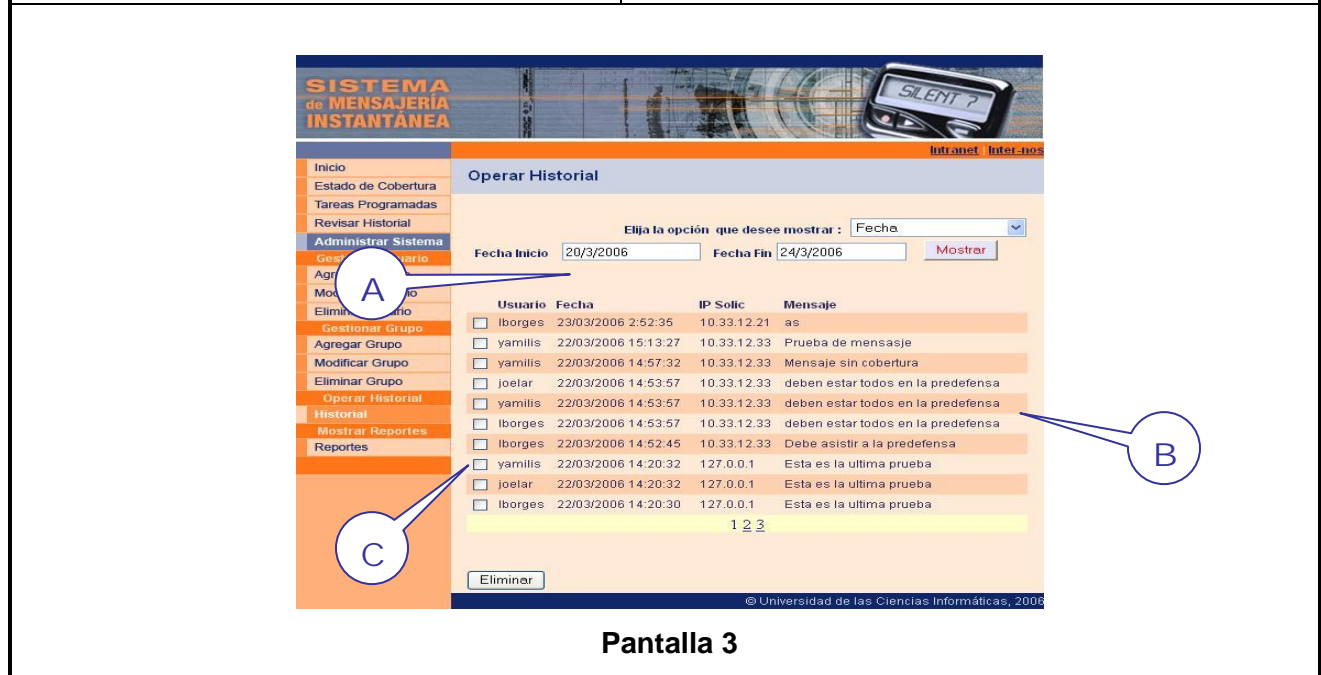 SISTEMA
de MENSAJERÍA
INSTANTÁNEA
SILENT ?
Intranet | Inter-nos
Inicio
Estado de Cobertura
Tareas Programadas
Revisar Historial
Administrar Sistema
Agregar Grupo
Modificar Grupo
Eliminar Grupo
Gestionar Grupo
Operar Historial
Historial
Mostrar Reportes
Reportes
Operar Historial
Elija la opción que desee mostrar : Fecha
Fecha Inicio 20/3/2006 Fecha Fin 24/3/2006 Mostrar
Usuario Fecha IP Solic Mensaje
lborges 23/03/2006 2:52:35 10.33.12.21 as
yamilis 22/03/2006 15:13:27 10.33.12.33 Prueba de mensasje
yamilis 22/03/2006 14:57:32 10.33.12.33 Mensaje sin cobertura
joelar 22/03/2006 14:53:57 10.33.12.33 deben estar todos en la predefensa
yamilis 22/03/2006 14:53:57 10.33.12.33 deben estar todos en la predefensa
lborges 22/03/2006 14:53:57 10.33.12.33 deben estar todos en la predefensa
lborges 22/03/2006 14:52:45 10.33.12.33 Debe asistir a la predefensa
yamilis 22/03/2006 14:20:32 127.0.0.1 Esta es la ultima prueba
joelar 22/03/2006 14:20:32 127.0.0.1 Esta es la ultima prueba
lborges 22/03/2006 14:20:30 127.0.0.1 Esta es la ultima prueba
1 2 3
Eliminar
© Universidad de las Ciencias Informáticas, 2006
A
B
C
Pantalla 3